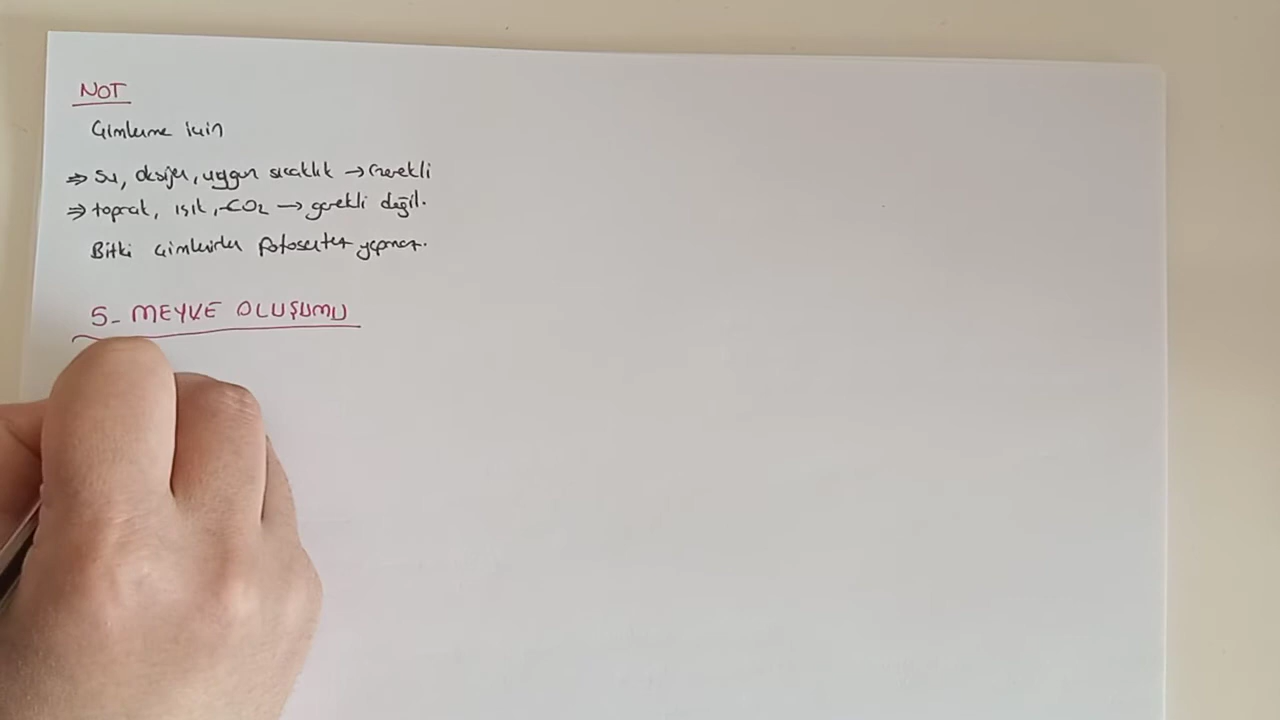 NOT
Çimlenme için
⇒ Su, oksijen, uygun sıcaklık → Gerekli
⇒ toprak, ışık, CO₂ → gerekli değil.
Bitki çimlenirken fotosentez yapmaz.
5- MEYVE OLUŞUMU